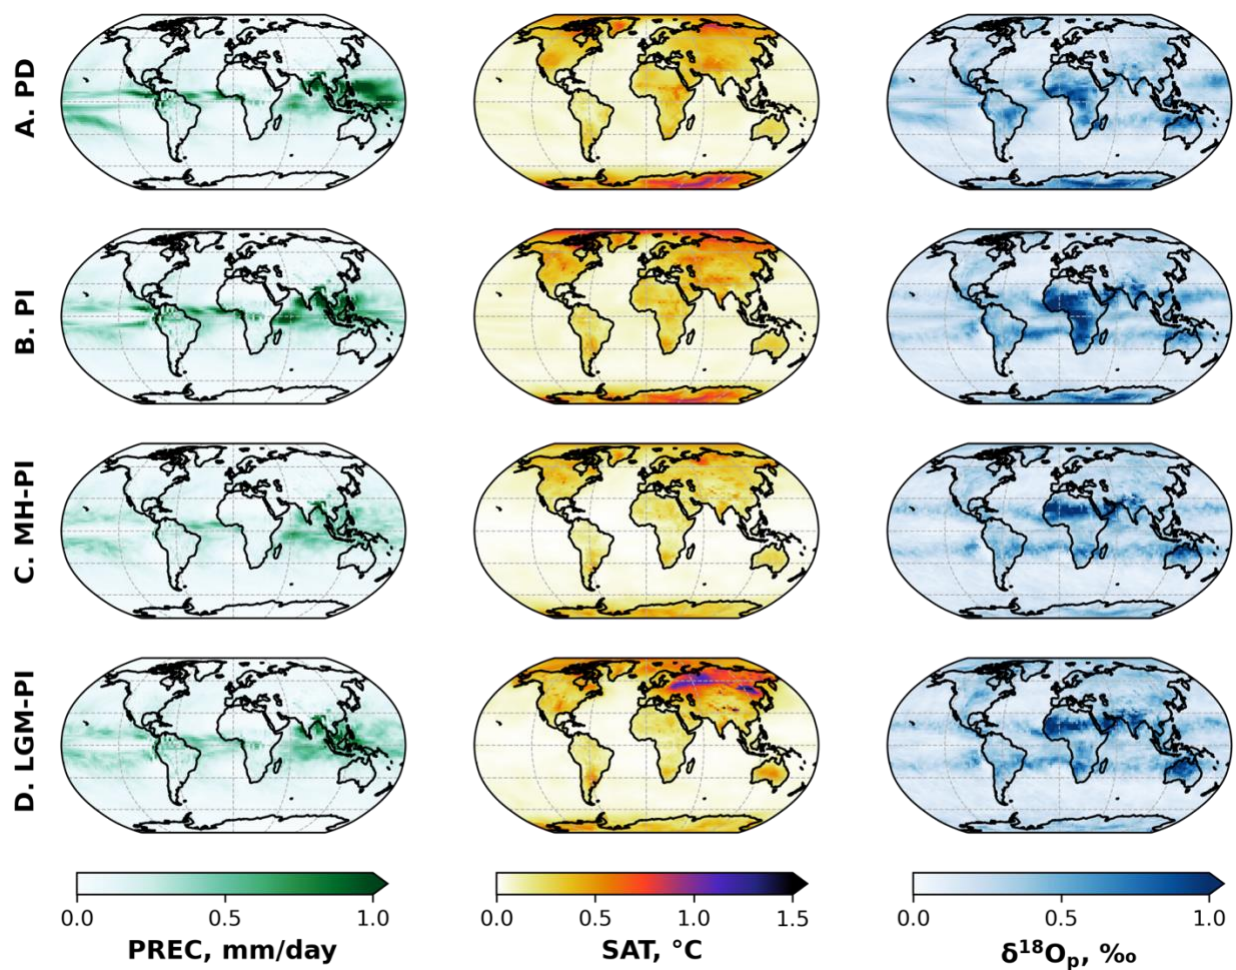 A. PD
B. PI
C. MH-PI
D. LGM-PI
0.0 0.5 1.0
PREC, mm/day
0.0 0.5 1.0 1.5
SAT, °C
0.0 0.5 1.0
δ¹⁸Oₚ, ‰